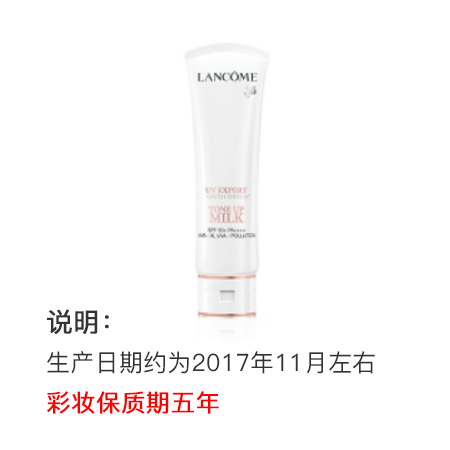 LANCÔME
UV EXPERT
TONE UP
MILK
说明：
生产日期约为2017年11月左右
彩妆保质期五年